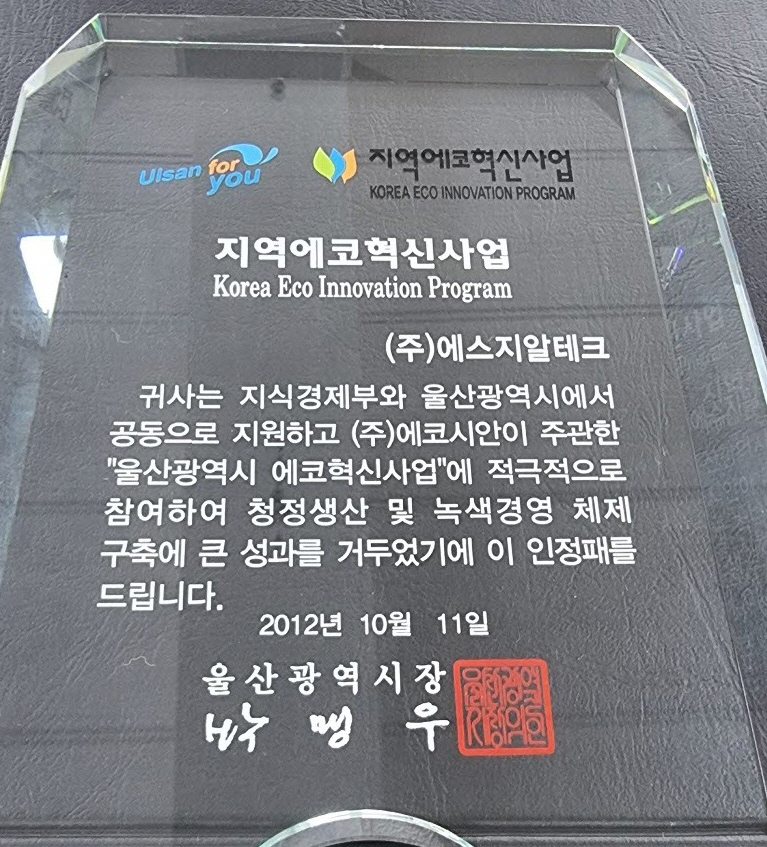 Ulsan for you
지역에코혁신사업
KOREA ECO INNOVATION PROGRAM
지역에코혁신사업
Korea Eco Innovation Program
(주)에스지알테크
귀사는 지식경제부와 울산광역시에서
공동으로 지원하고 (주)에코시안이 주관한
"울산광역시 에코혁신사업"에 적극적으로
참여하여 청정생산 및 녹색경영 체제
구축에 큰 성과를 거두었기에 이 인정패를
드립니다.
2012년 10월 11일
울산광역시장
박맹우